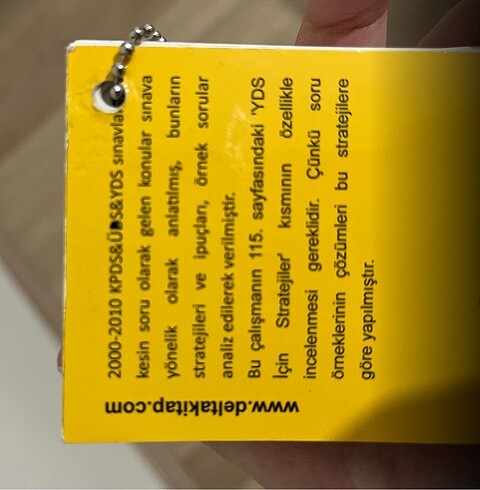 2000-2010 KPDS&ÜDS&YDS
kesin soru olarak gelen konular sınava
yönelik olarak anlatılmış, bunların
stratejileri ve ipuçları, örnek sorular
analiz edilerek verilmiştir.
Bu çalışmanın 115. sayfasındaki 'YDS
İçin Stratejiler' kısmının özellikle
incelenmesi gereklidir. Çünkü soru
örneklerinin çözümleri bu stratejilere
göre yapılmıştır.
www.deltakitap.com